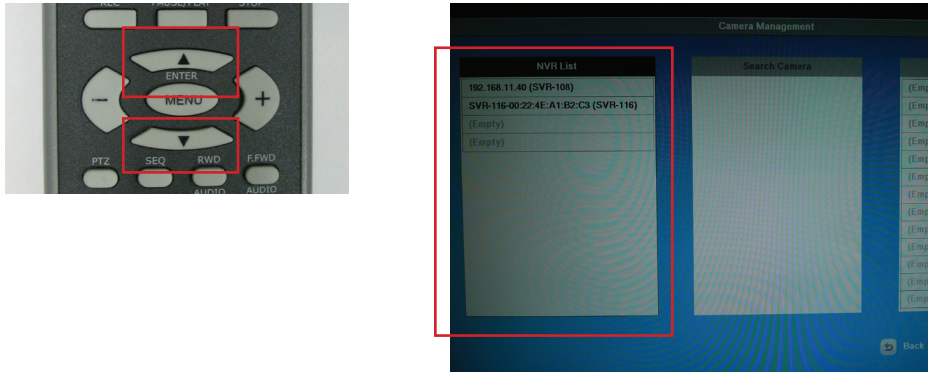 REC PAUSE/PLAY STOP
▲
ENTER
− MENU +
▼
PTZ SEQ RWD F.FWD
AUDIO AUDIO
Camera Management
NVR List
192.168.11.40 (SVR-108)
SVR-116-00:22:4E:A1:B2:C3 (SVR-116)
(Empty)
(Empty)
Search Camera
Back